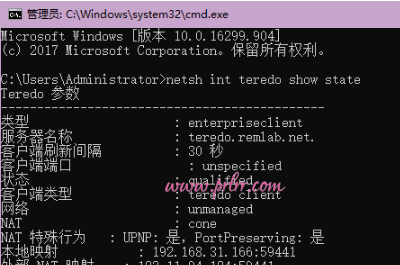 管理员: C:\Windows\system32\cmd.exe
Microsoft Windows [版本 10.0.16299.904]
(c) 2017 Microsoft Corporation。保留所有权利。
C:\Users\Administrator>netsh int teredo show state
Teredo 参数
----------------------------------------------
类型 : enterpriseclient
服务器名称 : teredo.remlab.net.
客户端刷新间隔 : 30 秒
客户端端口 : unspecified
状态 : qualified
客户端类型 : teredo client
www.prlrr.com
网络 : unmanaged
NAT : cone
NAT 特殊行为 : UPNP: 是, PortPreserving: 是
本地映射 : 192.168.31.166:59441